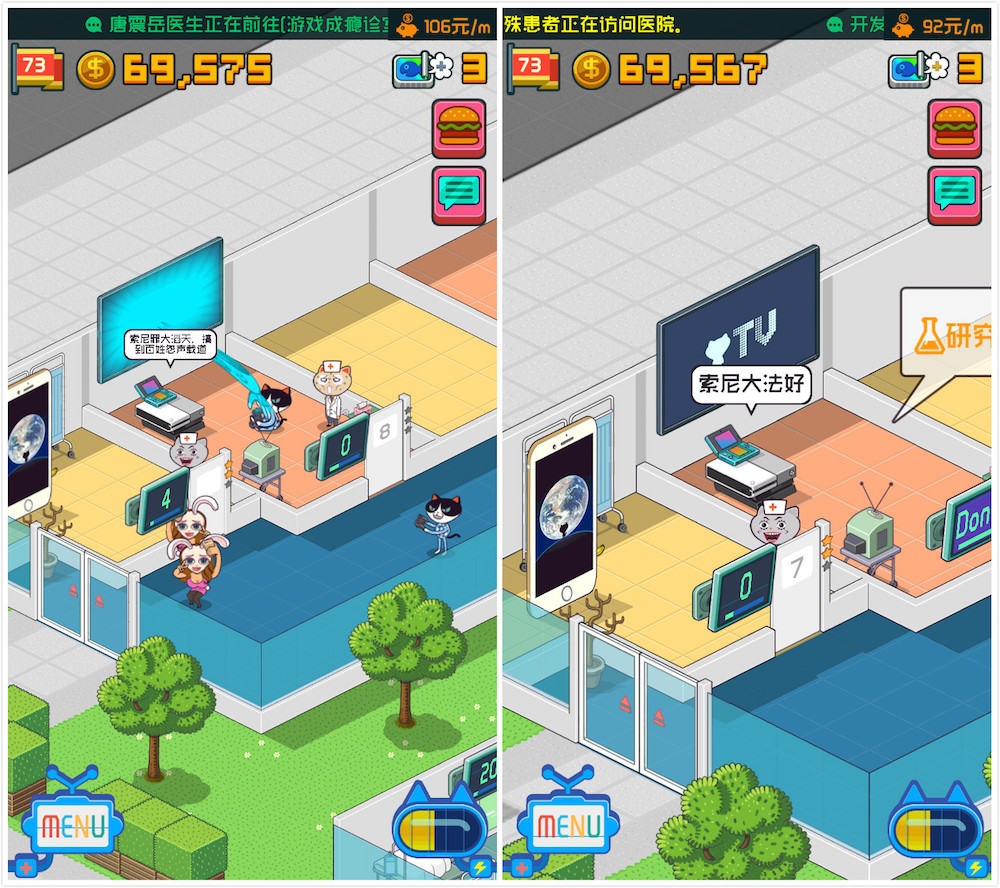 唐震岳医生正在前往[游戏成瘾诊室
106元/m
73
69,575
3
索尼罪大滔天，搞
到百姓怨声载道
0
8
4
20
MENU
殊患者正在访问医院。
开发
92元/m
73
69,567
3
TV
研究
索尼大法好
Don
0
7
MENU